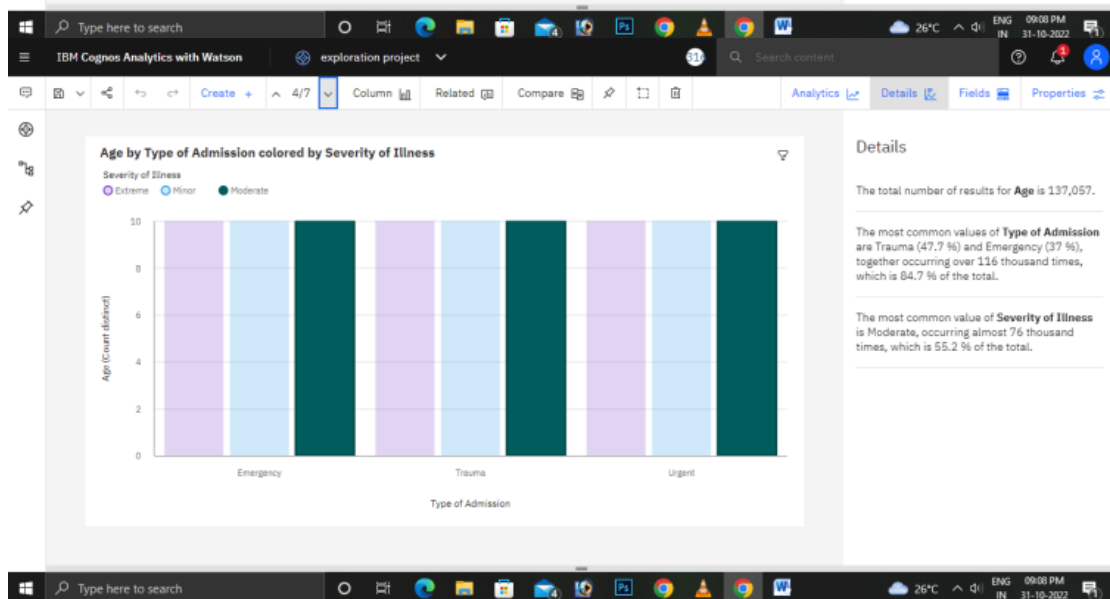 Type here to search
4
Ps
W
26°C
ENG
IN
09:08 PM
31-10-2022
IBM Cognos Analytics with Watson
exploration project
Search content
Create +
4/7
Column
Related
Compare
Analytics
Details
Fields
Properties
Age by Type of Admission colored by Severity of Illness
Severity of Illness
Extreme Minor Moderate
10
8
6
4
2
0
Age (Count distinct)
Emergency Trauma Urgent
Type of Admission
Details
The total number of results for Age is 137,057.
The most common values of Type of Admission
are Trauma (47.7 %) and Emergency (37 %),
together occurring over 116 thousand times,
which is 84.7 % of the total.
The most common value of Severity of Illness
is Moderate, occurring almost 76 thousand
times, which is 55.2 % of the total.
Type here to search
4
Ps
W
26°C
ENG
IN
09:08 PM
31-10-2022